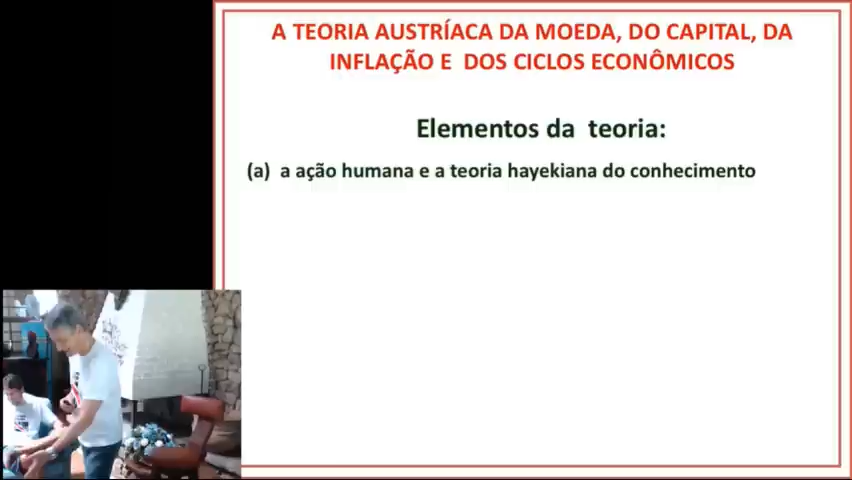 A TEORIA AUSTRÍACA DA MOEDA, DO CAPITAL, DA
INFLAÇÃO E DOS CICLOS ECONÔMICOS
Elementos da teoria:
(a) a ação humana e a teoria hayekiana do conhecimento